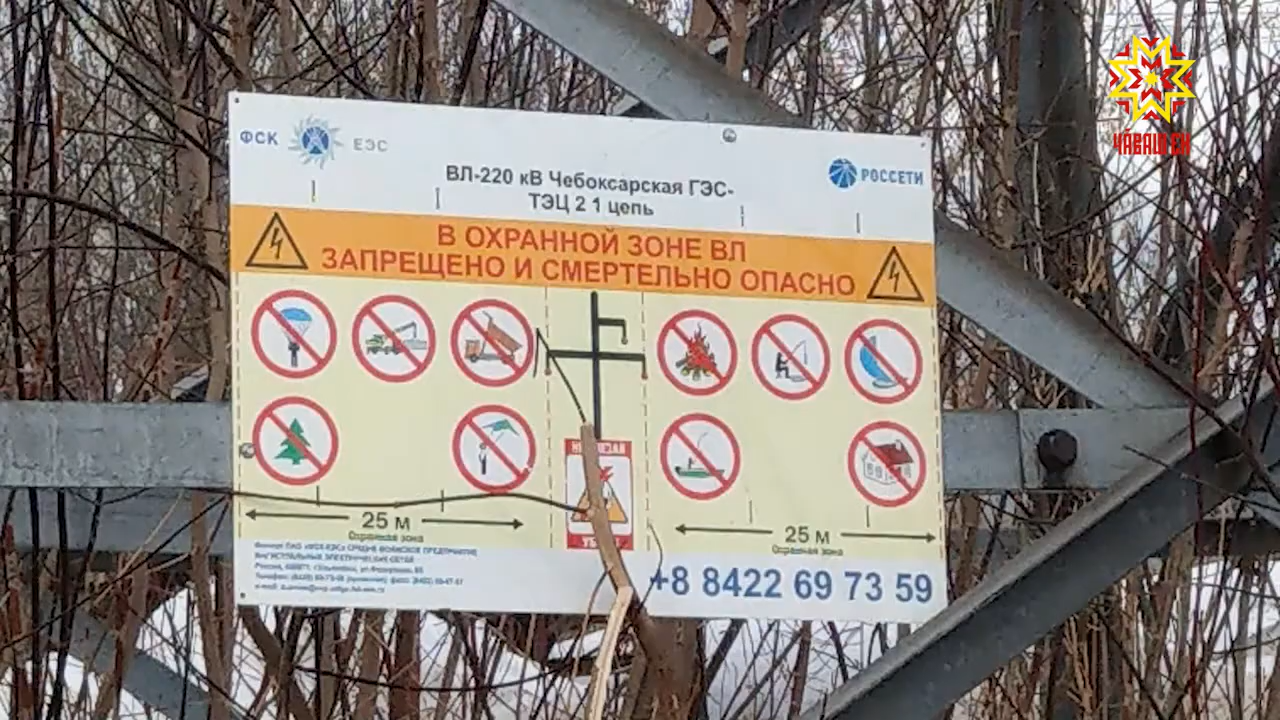 ФСК ЕЭС
ЧӐВАШ ЕН
РОССЕТИ
ВЛ-220 кВ Чебоксарская ГЭС-
ТЭЦ 2 1 цепь
В ОХРАННОЙ ЗОНЕ ВЛ
ЗАПРЕЩЕНО И СМЕРТЕЛЬНО ОПАСНО
25 м
Охранная зона
25 м
Охранная зона
+8 8422 69 73 59